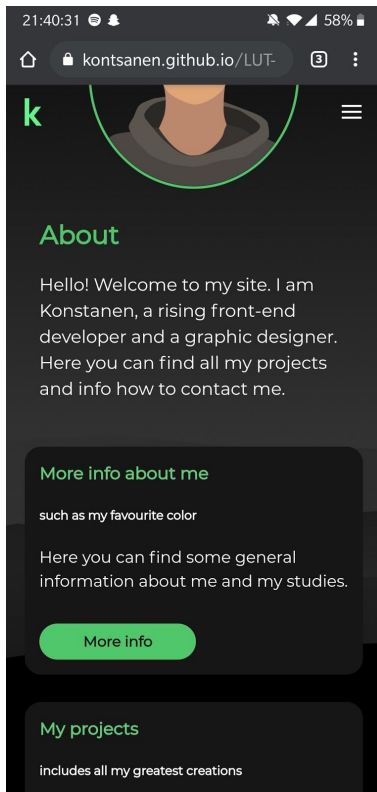 21:40:31
58%
kontsanen.github.io/LUT-
3
k
About
Hello! Welcome to my site. I am
Konstanen, a rising front-end
developer and a graphic designer.
Here you can find all my projects
and info how to contact me.
More info about me
such as my favourite color
Here you can find some general
information about me and my studies.
More info
My projects
includes all my greatest creations